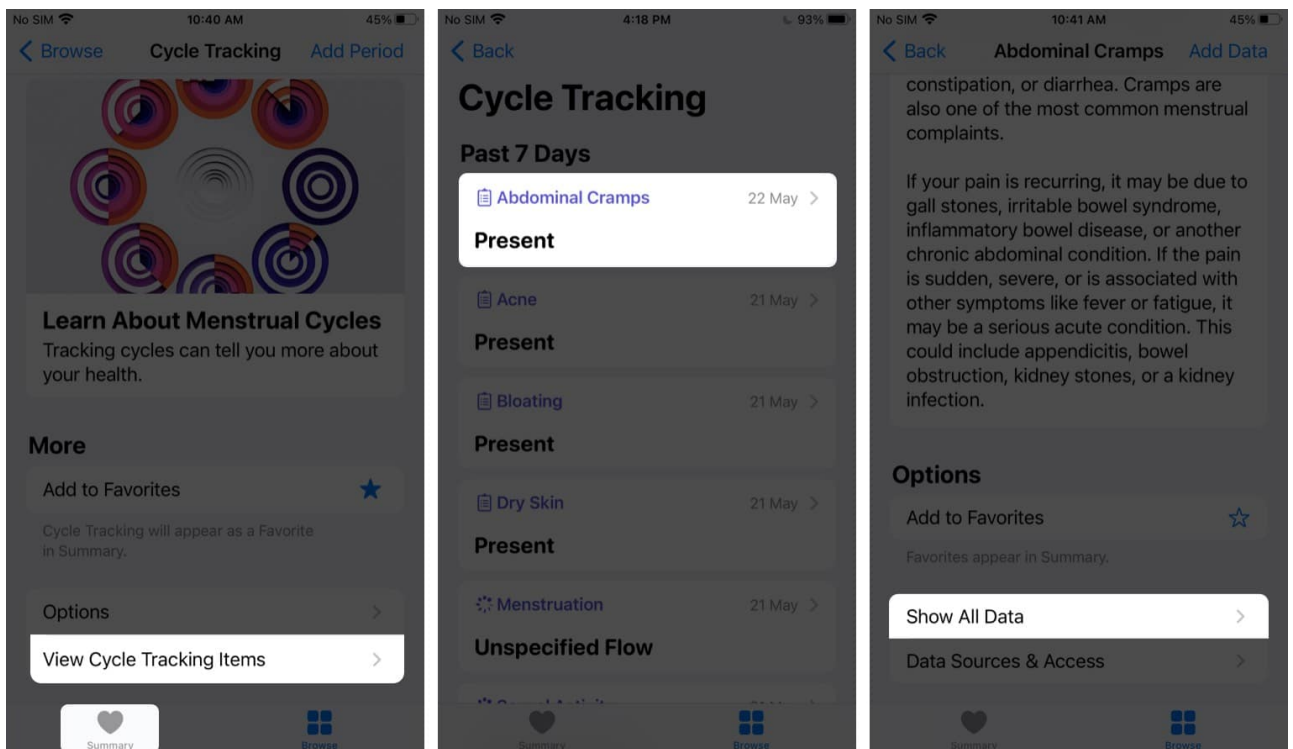 No SIM 10:40 AM 45%
Browse Cycle Tracking Add Period
Learn About Menstrual Cycles
Tracking cycles can tell you more about
your health.
More
Add to Favorites
Cycle Tracking will appear as a Favorite
in Summary.
Options
View Cycle Tracking Items
Summary Browse
No SIM 4:18 PM 93%
Back
Cycle Tracking
Past 7 Days
Abdominal Cramps 22 May
Present
Acne 21 May
Present
Bloating 21 May
Present
Dry Skin 21 May
Present
Menstruation 21 May
Unspecified Flow
Summary Browse
No SIM 10:41 AM 45%
Back Abdominal Cramps Add Data
constipation, or diarrhea. Cramps are
also one of the most common menstrual
complaints.
If your pain is recurring, it may be due to
gall stones, irritable bowel syndrome,
inflammatory bowel disease, or another
chronic abdominal condition. If the pain
is sudden, severe, or is associated with
other symptoms like fever or fatigue, it
may be a serious acute condition. This
could include appendicitis, bowel
obstruction, kidney stones, or a kidney
infection.
Options
Add to Favorites
Favorites appear in Summary.
Show All Data
Data Sources & Access
Summary Browse